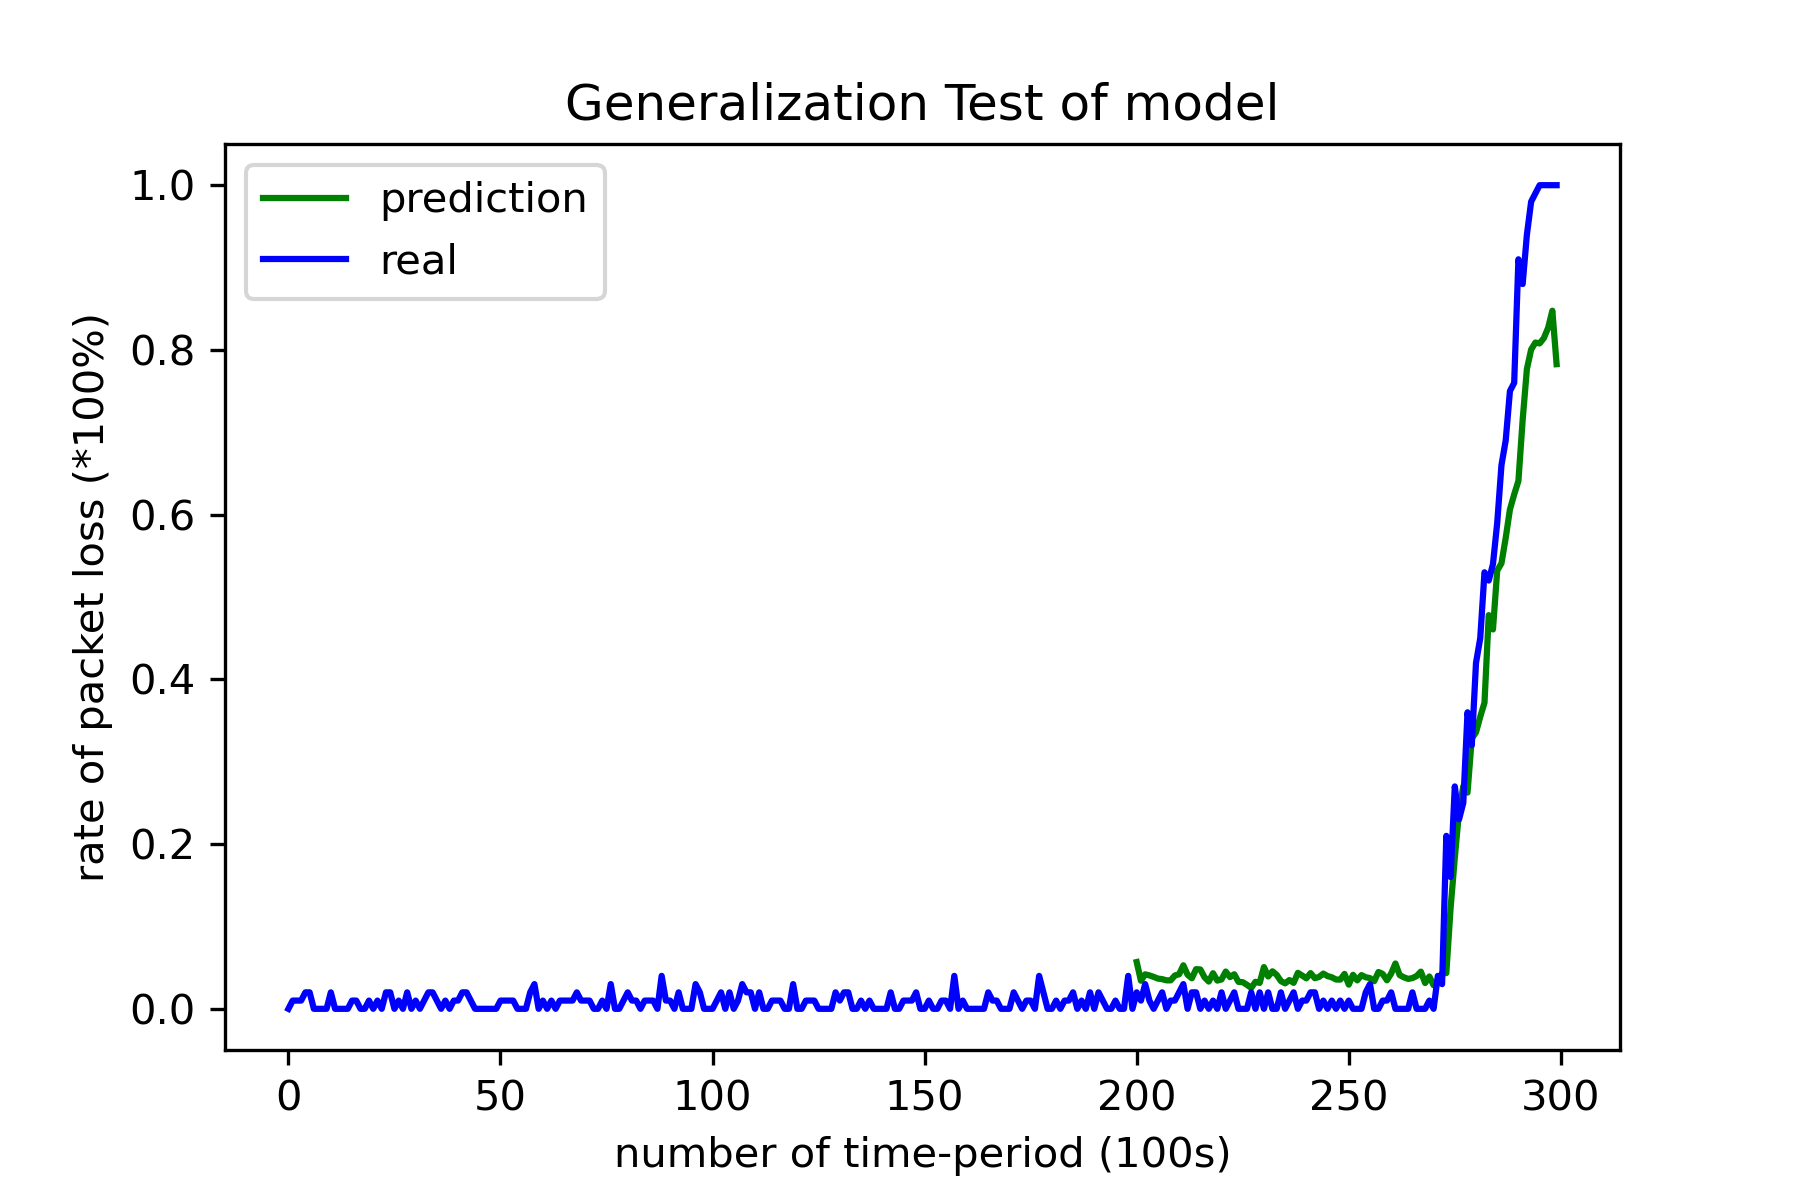 Generalization Test of model
prediction
real
1.0
0.8
0.6
0.4
0.2
0.0
rate of packet loss (*100%)
0 50 100 150 200 250 300
number of time-period (100s)